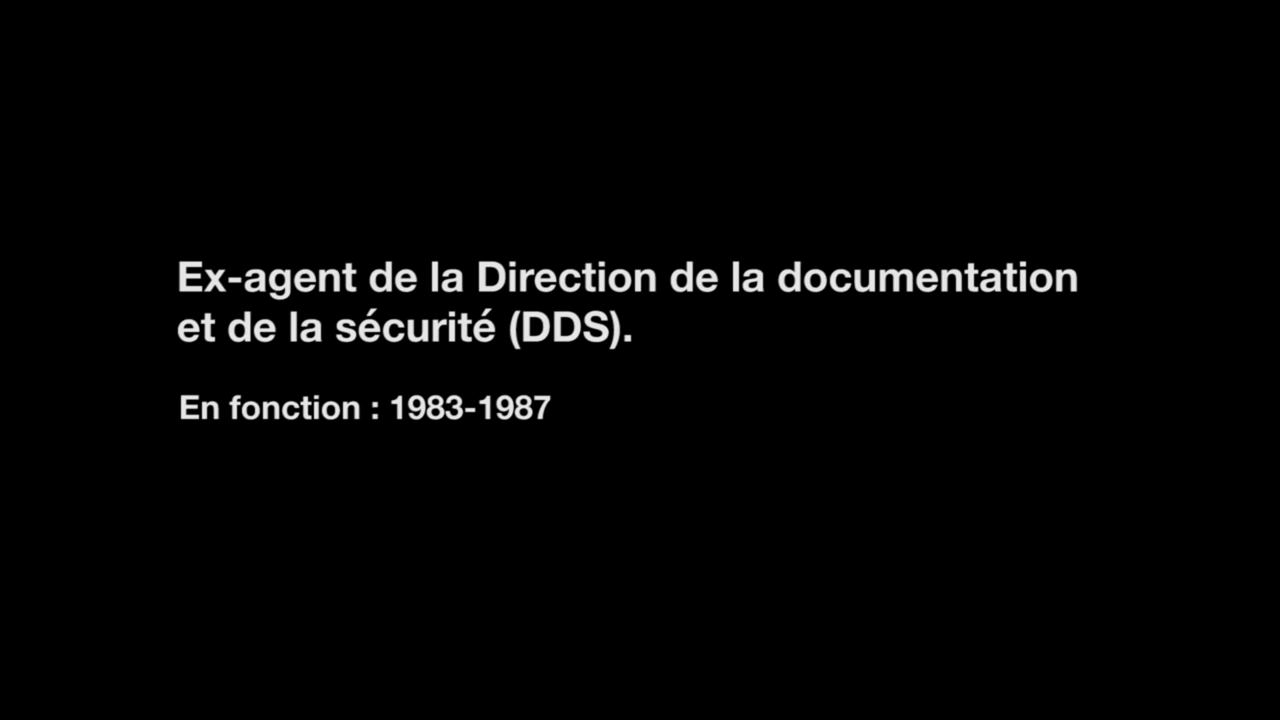 Ex-agent de la Direction de la documentation
et de la sécurité (DDS).
En fonction : 1983-1987